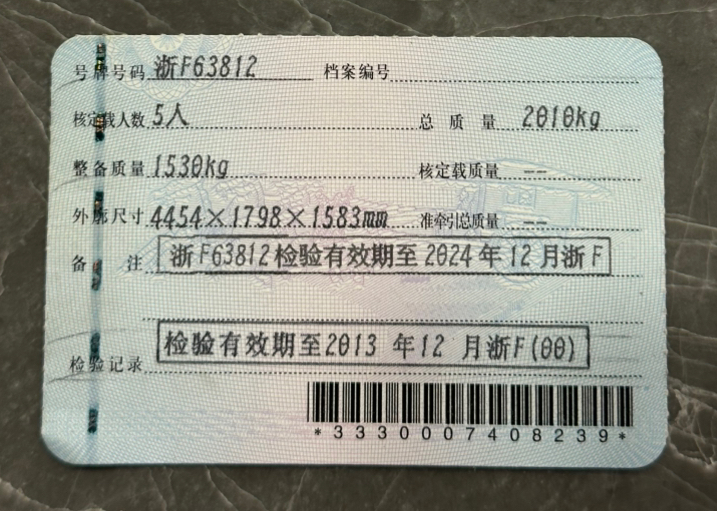 号牌号码 浙F63812 档案编号
核定载人数 5人 总质量 2010kg
整备质量 1530kg 核定载质量 --
外廓尺寸 4454×1798×1583mm 准牵引总质量 --
备注 浙F63812检验有效期至2024年12月浙F
检验记录 检验有效期至2013 年12 月浙F(00)
*3330007408239*